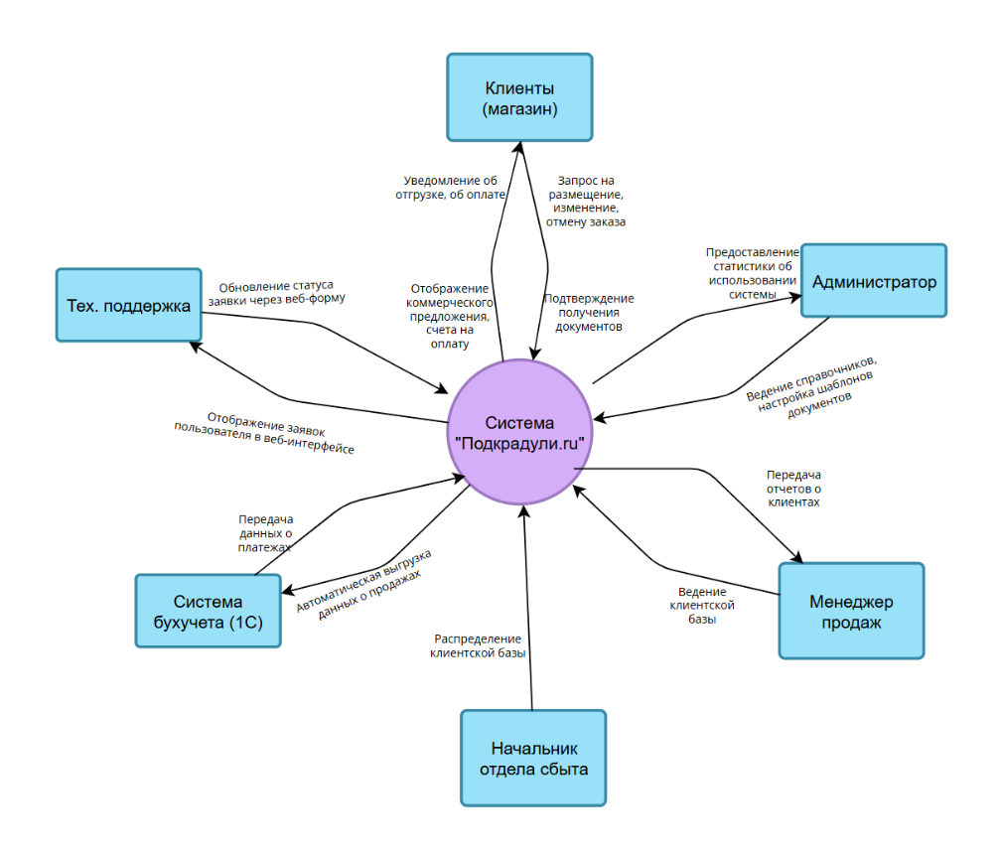 Клиенты
(магазин)
Уведомление об
отгрузке, об оплате
Запрос на
размещение,
изменение,
отмену заказа
Предоставление
статистики об
использовании
системы
Администратор
Тех. поддержка
Обновление статуса
заявки через веб-форму
Отображение
коммерческого
предложения,
счета на
оплату
Подтверждение
получения
документов
Ведение справочников,
настройка шаблонов
документов
Отображение заявок
пользователя в веб-интерфейсе
Система
"Подкрадули.ru"
Передача
отчетов о
клиентах
Передача
данных о
платежах
Автоматическая выгрузка
данных о продажах
Система
бухучета (1С)
Ведение
клиентской
базы
Менеджер
продаж
Распределение
клиентской базы
Начальник
отдела сбыта